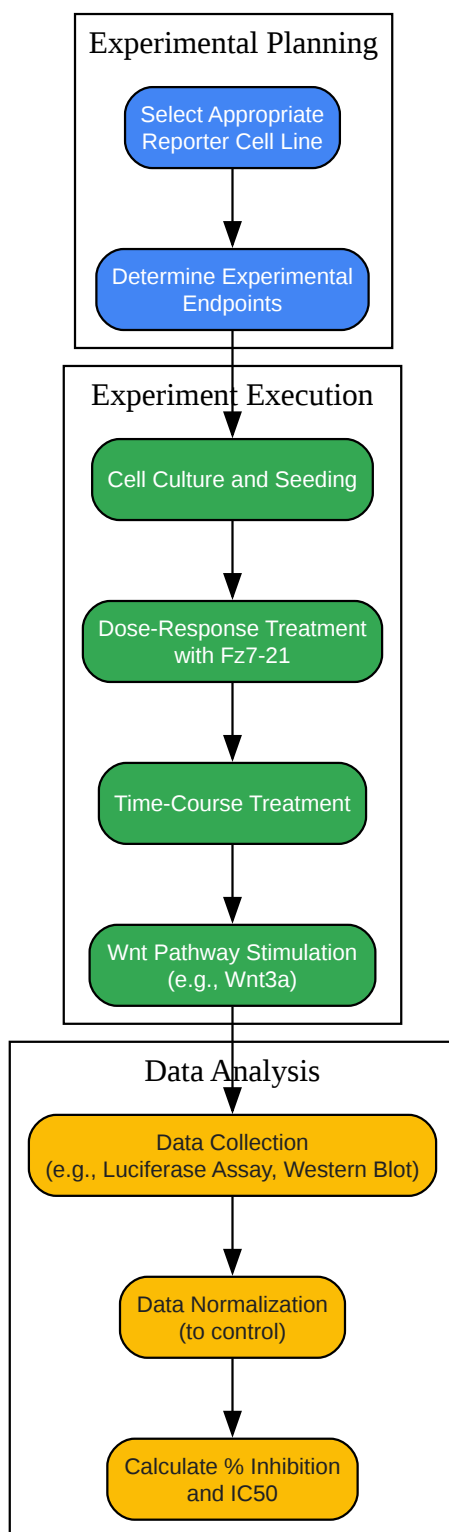 Experimental Planning
Select Appropriate
Reporter Cell Line
Determine Experimental
Endpoints
Experiment Execution
Cell Culture and Seeding
Dose-Response Treatment
with Fz7-21
Time-Course Treatment
Wnt Pathway Stimulation
(e.g., Wnt3a)
Data Analysis
Data Collection
(e.g., Luciferase Assay, Western Blot)
Data Normalization
(to control)
Calculate % Inhibition
and IC50